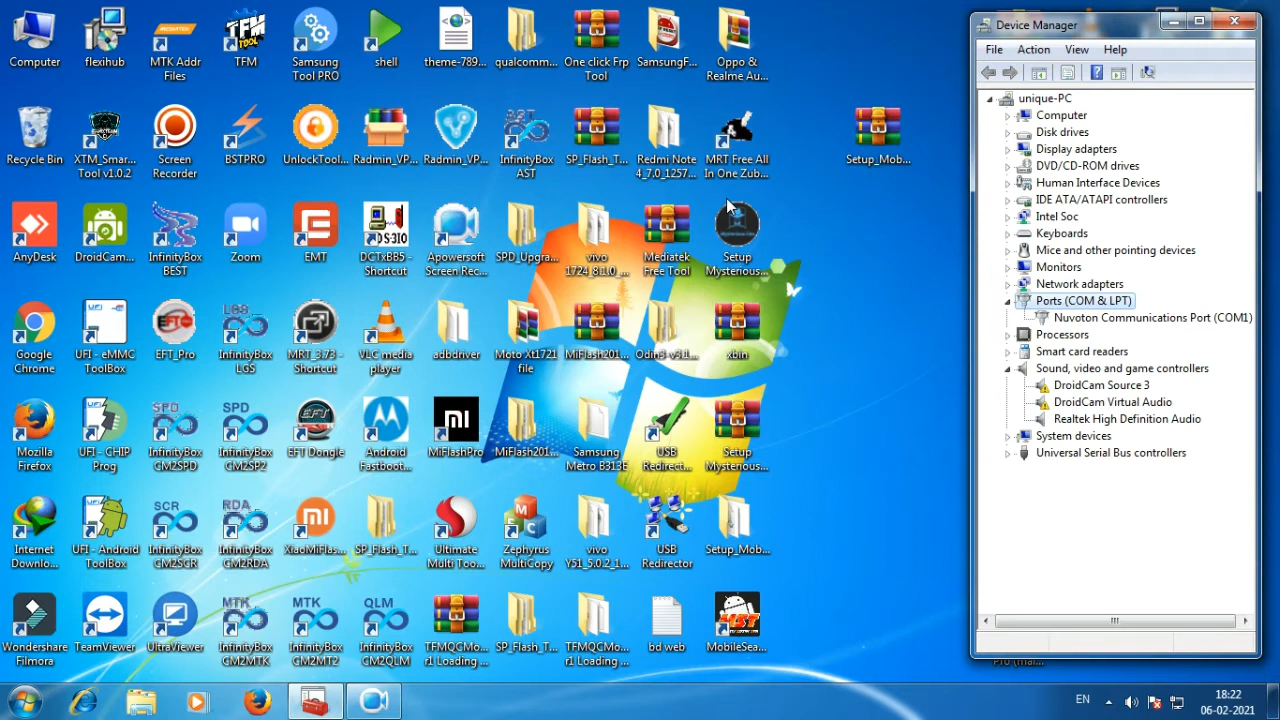 Computer
flexihub
MTK Addr
Files
TFM
Samsung
Tool PRO
shell
theme-789...
qualcomm...
One click Frp
Tool
SamsungF...
Oppo &
Realme Au...
Recycle Bin
XTM_Smar...
Tool v1.0.2
Screen
Recorder
BSTPRO
UnlockTool...
Radmin_VP...
Radmin_VP...
InfinityBox
AST
SP_Flash_T...
Redmi Note
4_7.0_1257...
MRT Free All
In One Zub...
Setup_Mob...
AnyDesk
DroidCam...
InfinityBox
BEST
Zoom
EMT
DCTxBB5 -
Shortcut
Apowersoft
Screen Rec...
SPD_Upgra...
vivo
1724_8.1.0_...
Mediatek
Free Tool
Setup
Mysterious...
Google
Chrome
UFI - eMMC
ToolBox
EFT_Pro
InfinityBox
LGS
MRT_3.73
Shortcut
VLC media
player
adbdriver
Moto Xt1721
file
MiFlash201...
Odin3-v3.1...
xbin
Mozilla
Firefox
UFI - CHIP
Prog
InfinityBox
CM2SPD
InfinityBox
CM2SP2
EFT Dongle
Android
Fastboot...
MiFlashPro
MiFlash201...
Samsung
Metro B313E
USB
Redirect...
Setup
Mysterious...
Internet
Downlo...
UFI - Android
ToolBox
InfinityBox
CM2SCR
InfinityBox
CM2RDA
XiaoMiFlas...
SP_Flash_T...
Ultimate
Multi Too...
Zephyrus
MultiCopy
vivo
Y51_5.0.2_1...
USB
Redirector
Setup_Mob...
Wondershare
Filmora
TeamViewer
UltraViewer
InfinityBox
CM2MTK
InfinityBox
CM2MT2
InfinityBox
CM2QLM
TFMQCMo...
r1 Loading ...
SP_Flash_T...
TFMQCMo...
r1 Loading ...
bd web
MobileSea...
Device Manager
File Action View Help
unique-PC
Computer
Disk drives
Display adapters
DVD/CD-ROM drives
Human Interface Devices
IDE ATA/ATAPI controllers
Intel Soc
Keyboards
Mice and other pointing devices
Monitors
Network adapters
Ports (COM & LPT)
Nuvoton Communications Port (COM1)
Processors
Smart card readers
Sound, video and game controllers
DroidCam Source 3
DroidCam Virtual Audio
Realtek High Definition Audio
System devices
Universal Serial Bus controllers
EN
18:22
06-02-2021